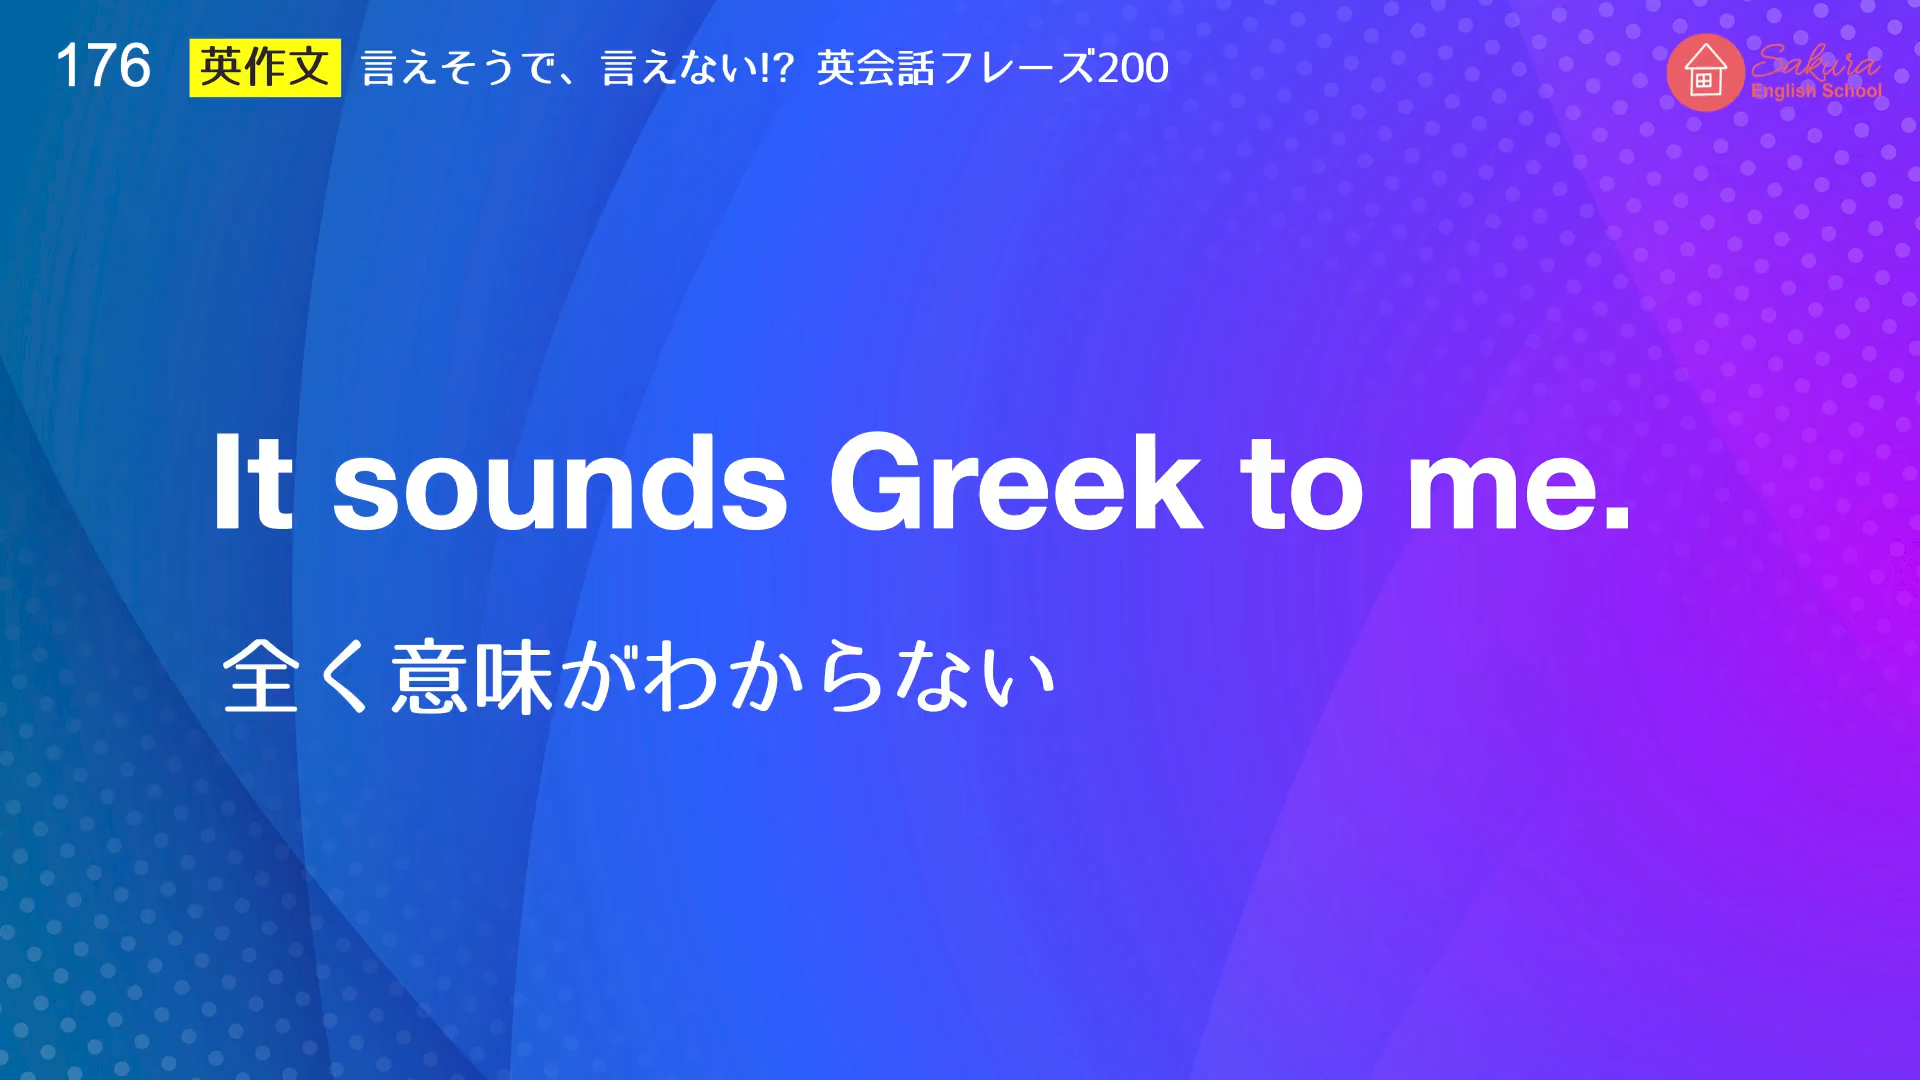 176 英作文 言えそうで、言えない!? 英会話フレーズ200
Sakura
English School
It sounds Greek to me.
全く意味がわからない